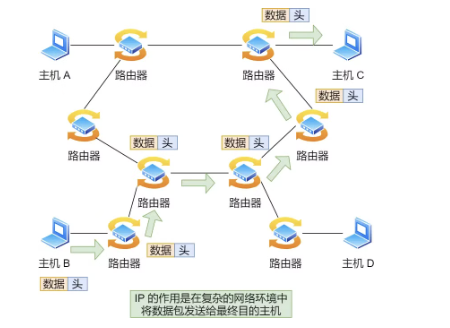 数据 头
主机 A
路由器
路由器
主机 C
数据 头
路由器
数据 头
数据 头
路由器
路由器
路由器
数据 头
主机 B
路由器
路由器
主机 D
数据 头
IP 的作用是在复杂的网络环境中
将数据包发送给最终目的主机